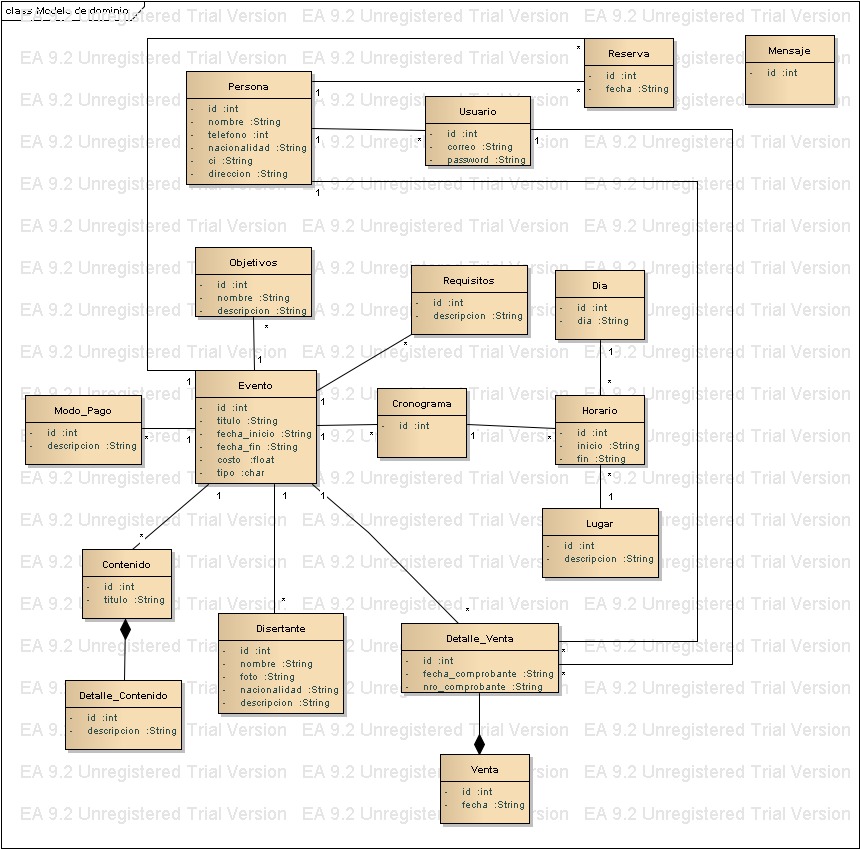 class Modelo de dominio
Reserva
- id :int
- fecha :String
Mensaje
- id :int
Persona
- id :int
- nombre :String
- telefono :int
- nacionalidad :String
- ci :String
- direccion :String
Usuario
- id :int
- correo :String
- password :String
Objetivos
- id :int
- nombre :String
- descripcion :String
Requisitos
- id :int
- descripcion :String
Dia
- id :int
- dia :String
Evento
- id :int
- titulo :String
- fecha_inicio :String
- fecha_fin :String
- costo :float
- tipo :char
Modo_Pago
- id :int
- descripcion :String
Cronograma
- id :int
Horario
- id :int
- inicio :String
- fin :String
Lugar
- id :int
- descripcion :String
Contenido
- id :int
- titulo :String
Disertante
- id :int
- nombre :String
- foto :String
- nacionalidad :String
- descripcion :String
Detalle_Venta
- id :int
- fecha_comprobante :String
- nro_comprobante :String
Detalle_Contenido
- id :int
- descripcion :String
Venta
- id :int
- fecha :String
1
*
1
*
1
*
1
*
1
*
1
*
1
*
1
*
1
*
1
*
1
*
1
*
1
*
1
*
1
*
EA 9.2 Unregistered Trial Version